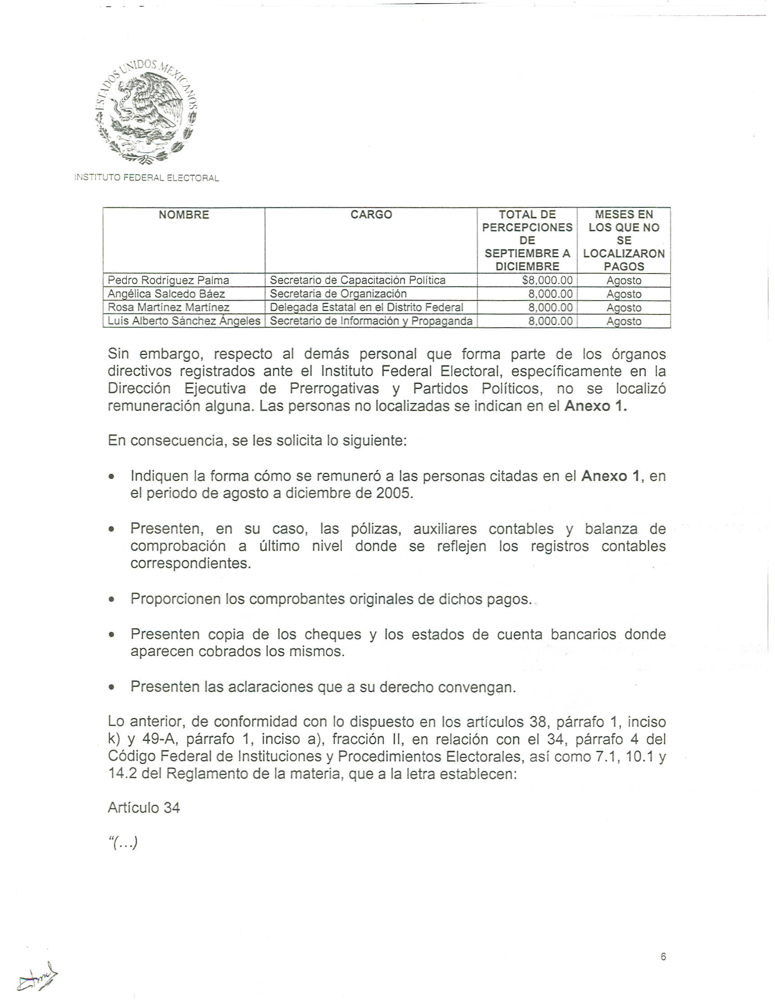 ESTADOS UNIDOS MEXICANOS
INSTITUTO FEDERAL ELECTORAL
NOMBRE CARGO TOTAL DE PERCEPCIONES DE SEPTIEMBRE A DICIEMBRE MESES EN LOS QUE NO SE LOCALIZARON PAGOS
Pedro Rodríguez Palma Secretario de Capacitación Política $8,000.00 Agosto
Angélica Salcedo Báez Secretaria de Organización 8,000.00 Agosto
Rosa Martínez Martínez Delegada Estatal en el Distrito Federal 8,000.00 Agosto
Luís Alberto Sánchez Ángeles Secretario de Información y Propaganda 8,000.00 Agosto
Sin embargo, respecto al demás personal que forma parte de los órganos
directivos registrados ante el Instituto Federal Electoral, específicamente en la
Dirección Ejecutiva de Prerrogativas y Partidos Políticos, no se localizó
remuneración alguna. Las personas no localizadas se indican en el Anexo 1.
En consecuencia, se les solicita lo siguiente:
• Indiquen la forma cómo se remuneró a las personas citadas en el Anexo 1, en
el periodo de agosto a diciembre de 2005.
• Presenten, en su caso, las pólizas, auxiliares contables y balanza de
comprobación a último nivel donde se reflejen los registros contables
correspondientes.
• Proporcionen los comprobantes originales de dichos pagos.
• Presenten copia de los cheques y los estados de cuenta bancarios donde
aparecen cobrados los mismos.
• Presenten las aclaraciones que a su derecho convengan.
Lo anterior, de conformidad con lo dispuesto en los artículos 38, párrafo 1, inciso
k) y 49-A, párrafo 1, inciso a), fracción II, en relación con el 34, párrafo 4 del
Código Federal de Instituciones y Procedimientos Electorales, así como 7.1, 10.1 y
14.2 del Reglamento de la materia, que a la letra establecen:
Artículo 34
“(...)
6